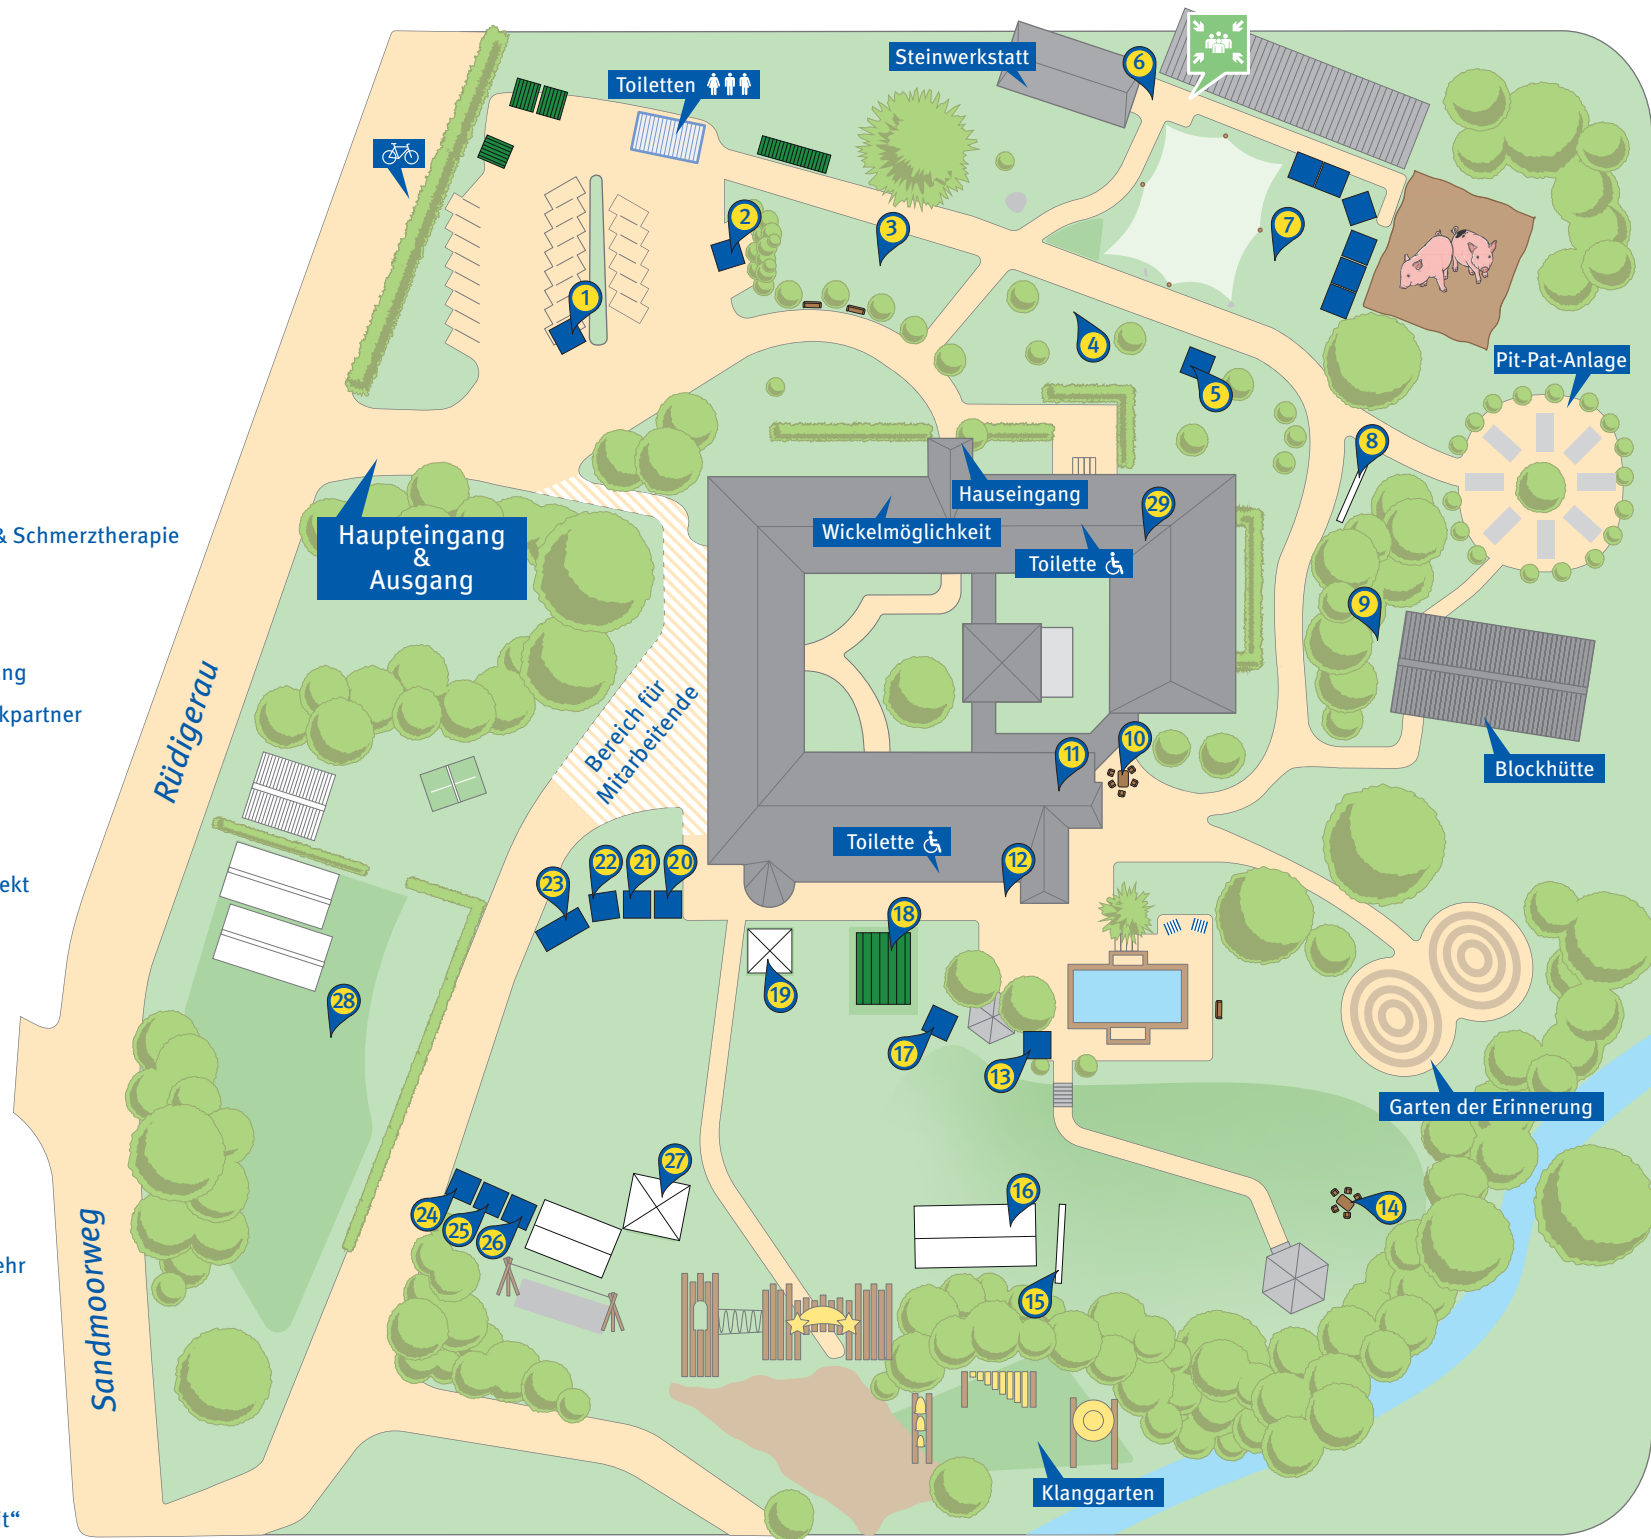 Steinwerkstatt
6
Toiletten
2
3
7
1
4
5
Pit-Pat-Anlage
8
Hauseingang
29
Wickelmöglichkeit
Toilette
& Schmerztherapie
Haupteingang
&
Ausgang
9
ng
kpartner
Rüdigerau
Bereich für
Mitarbeitende
11
10
Blockhütte
Toilette
12
22
21
20
23
ekt
18
19
28
17
13
Garten der Erinnerung
27
16
14
24
25
26
15
Sandmoorweg
ehr
Klanggarten
it“